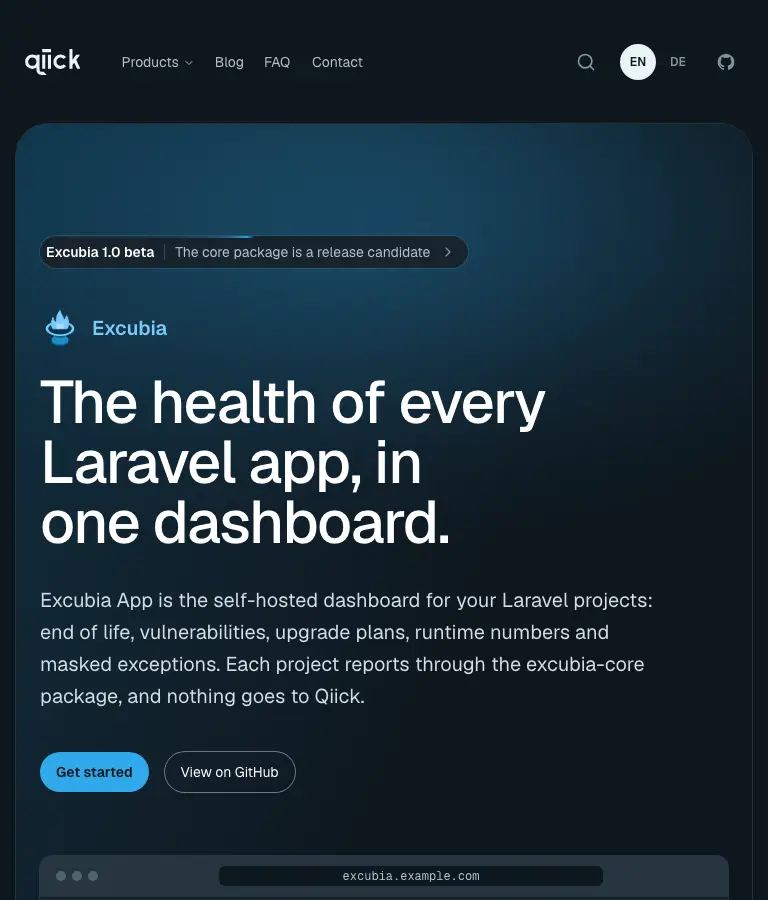 qiick
Products
Blog
FAQ
Contact
EN
DE
Excubia 1.0 beta
The core package is a release candidate
Excubia
The health of every
Laravel app, in
one dashboard.
Excubia App is the self-hosted dashboard for your Laravel projects:
end of life, vulnerabilities, upgrade plans, runtime numbers and
masked exceptions. Each project reports through the excubia-core
package, and nothing goes to Qiick.
Get started
View on GitHub
excubia.example.com